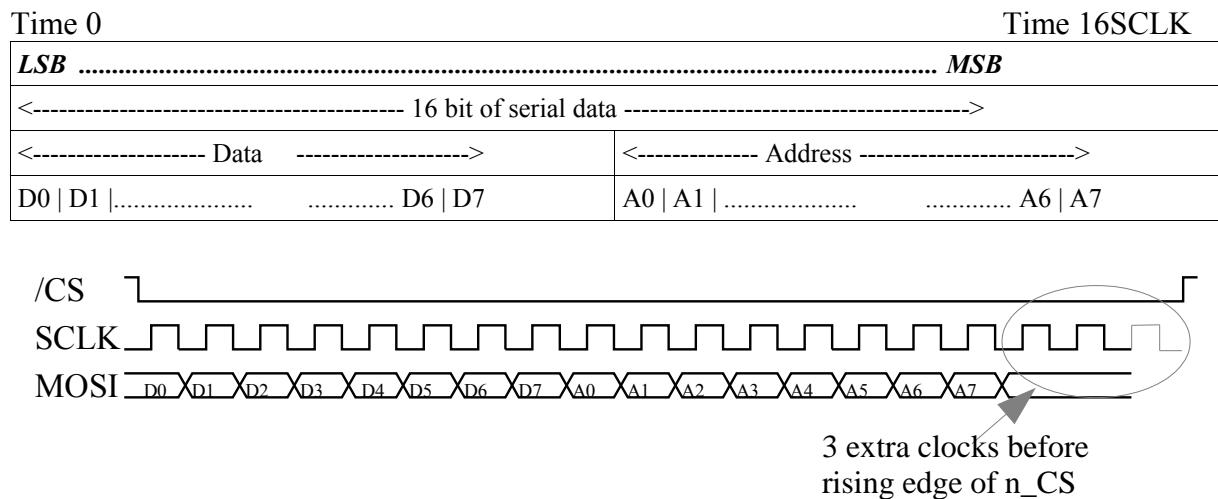 Time 0 Time 16SCLK
LSB ................................................................................................................................. MSB
<-------------------------------------------- 16 bit of serial data ---------------------------------------->
<--------------------- Data --------------------> <-------------- Address ------------------------->
D0 | D1 |..................... ............. D6 | D7 A0 | A1 | .................... ............. A6 | A7
/CS
SCLK
MOSI D0 D1 D2 D3 D4 D5 D6 D7 A0 A1 A2 A3 A4 A5 A6 A7
3 extra clocks before
rising edge of n_CS